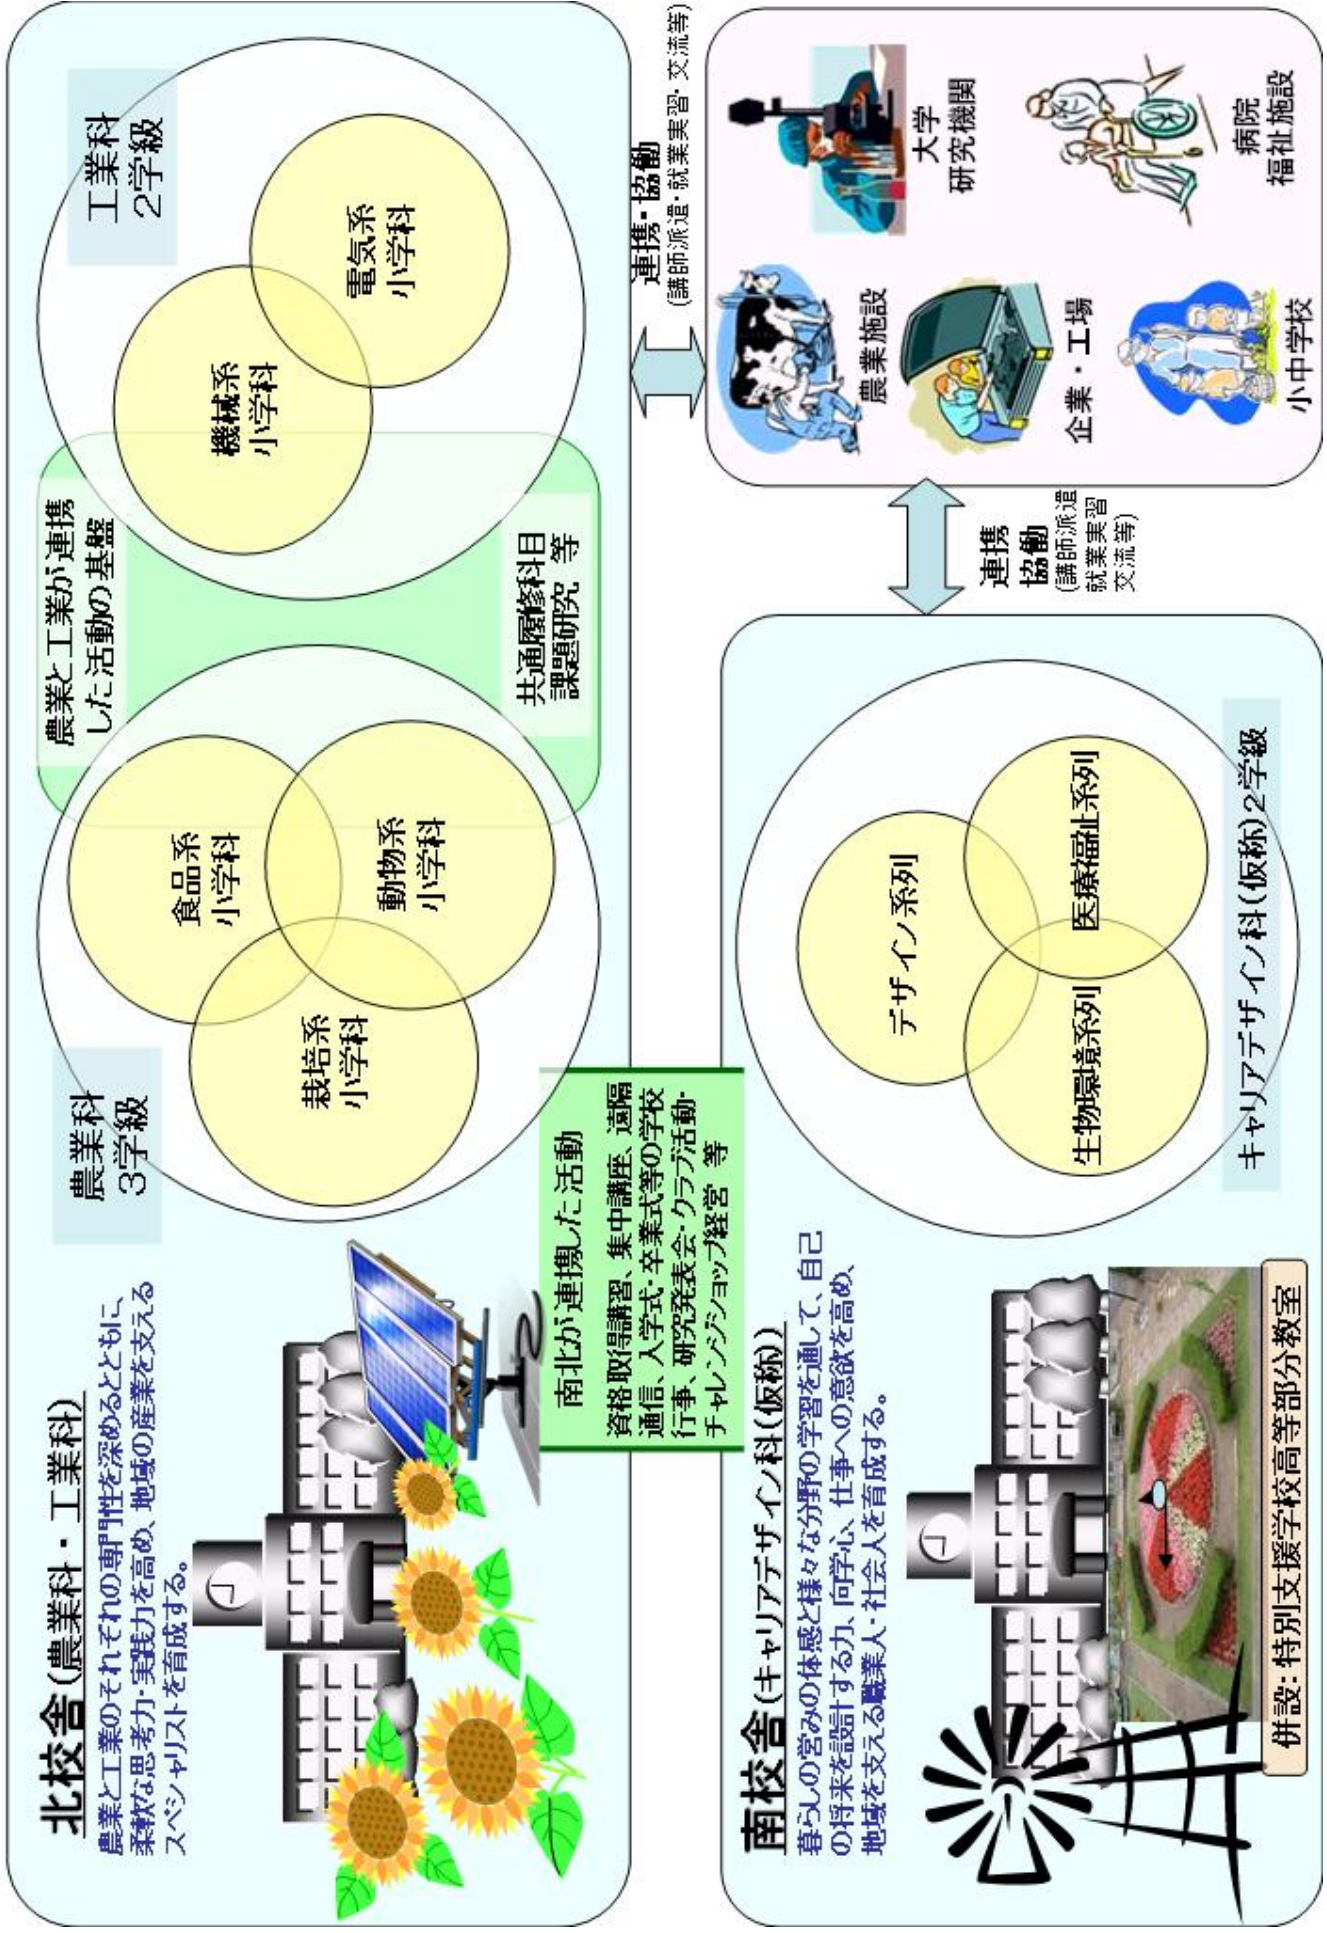 北校舎(農業科・工業科)
農業と工業のそれぞれの専門性を深めるとともに、
柔軟な思考力・実践力を高め、地域の産業を支える
スペシャリストを育成する。
農業科
3学級
食品系
小学科
栽培系
小学科
動物系
小学科
農業と工業が連携
した活動の基盤
共通履修科目
課題研究 等
工業科
2学級
機械系
小学科
電気系
小学科
南北が連携した活動
資格取得講習、集中講座、遠隔
通信、入学式・卒業式等の学校
行事、研究発表会・クラブ活動・
チャレンジショップ経営 等
連携・協働
(講師派遣・就業実習・交流等)
南校舎(キャリアデザイン科(仮称))
暮らしの営みの体感と様々な分野の学習を通して、自己
の将来を設計する力、向学心、仕事への意欲を高め、
地域を支える職業人・社会人を育成する。
併設:特別支援学校高等部分教室
デザイン系列
生物環境系列
医療福祉系列
キャリアデザイン科(仮称)2学級
連携
協働
(講師派遣
就業実習
交流等)
農業施設
大学
研究機関
企業・工場
病院
福祉施設
小中学校